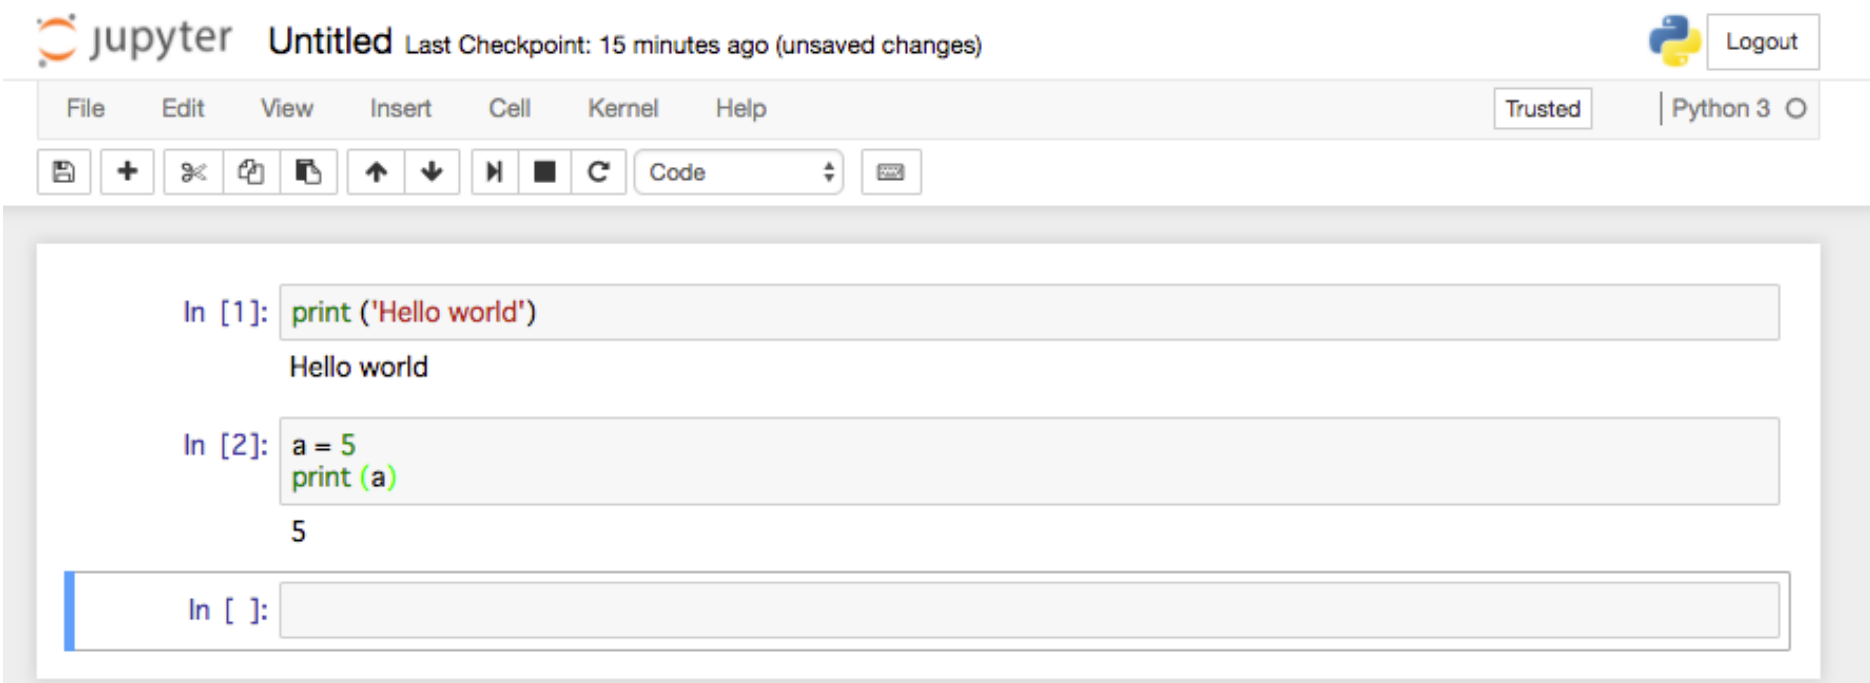 jupyter Untitled Last Checkpoint: 15 minutes ago (unsaved changes) Logout
File Edit View Insert Cell Kernel Help Trusted Python 3
Code
In [1]: print ('Hello world')
Hello world
In [2]: a = 5
print (a)
5
In [ ]: